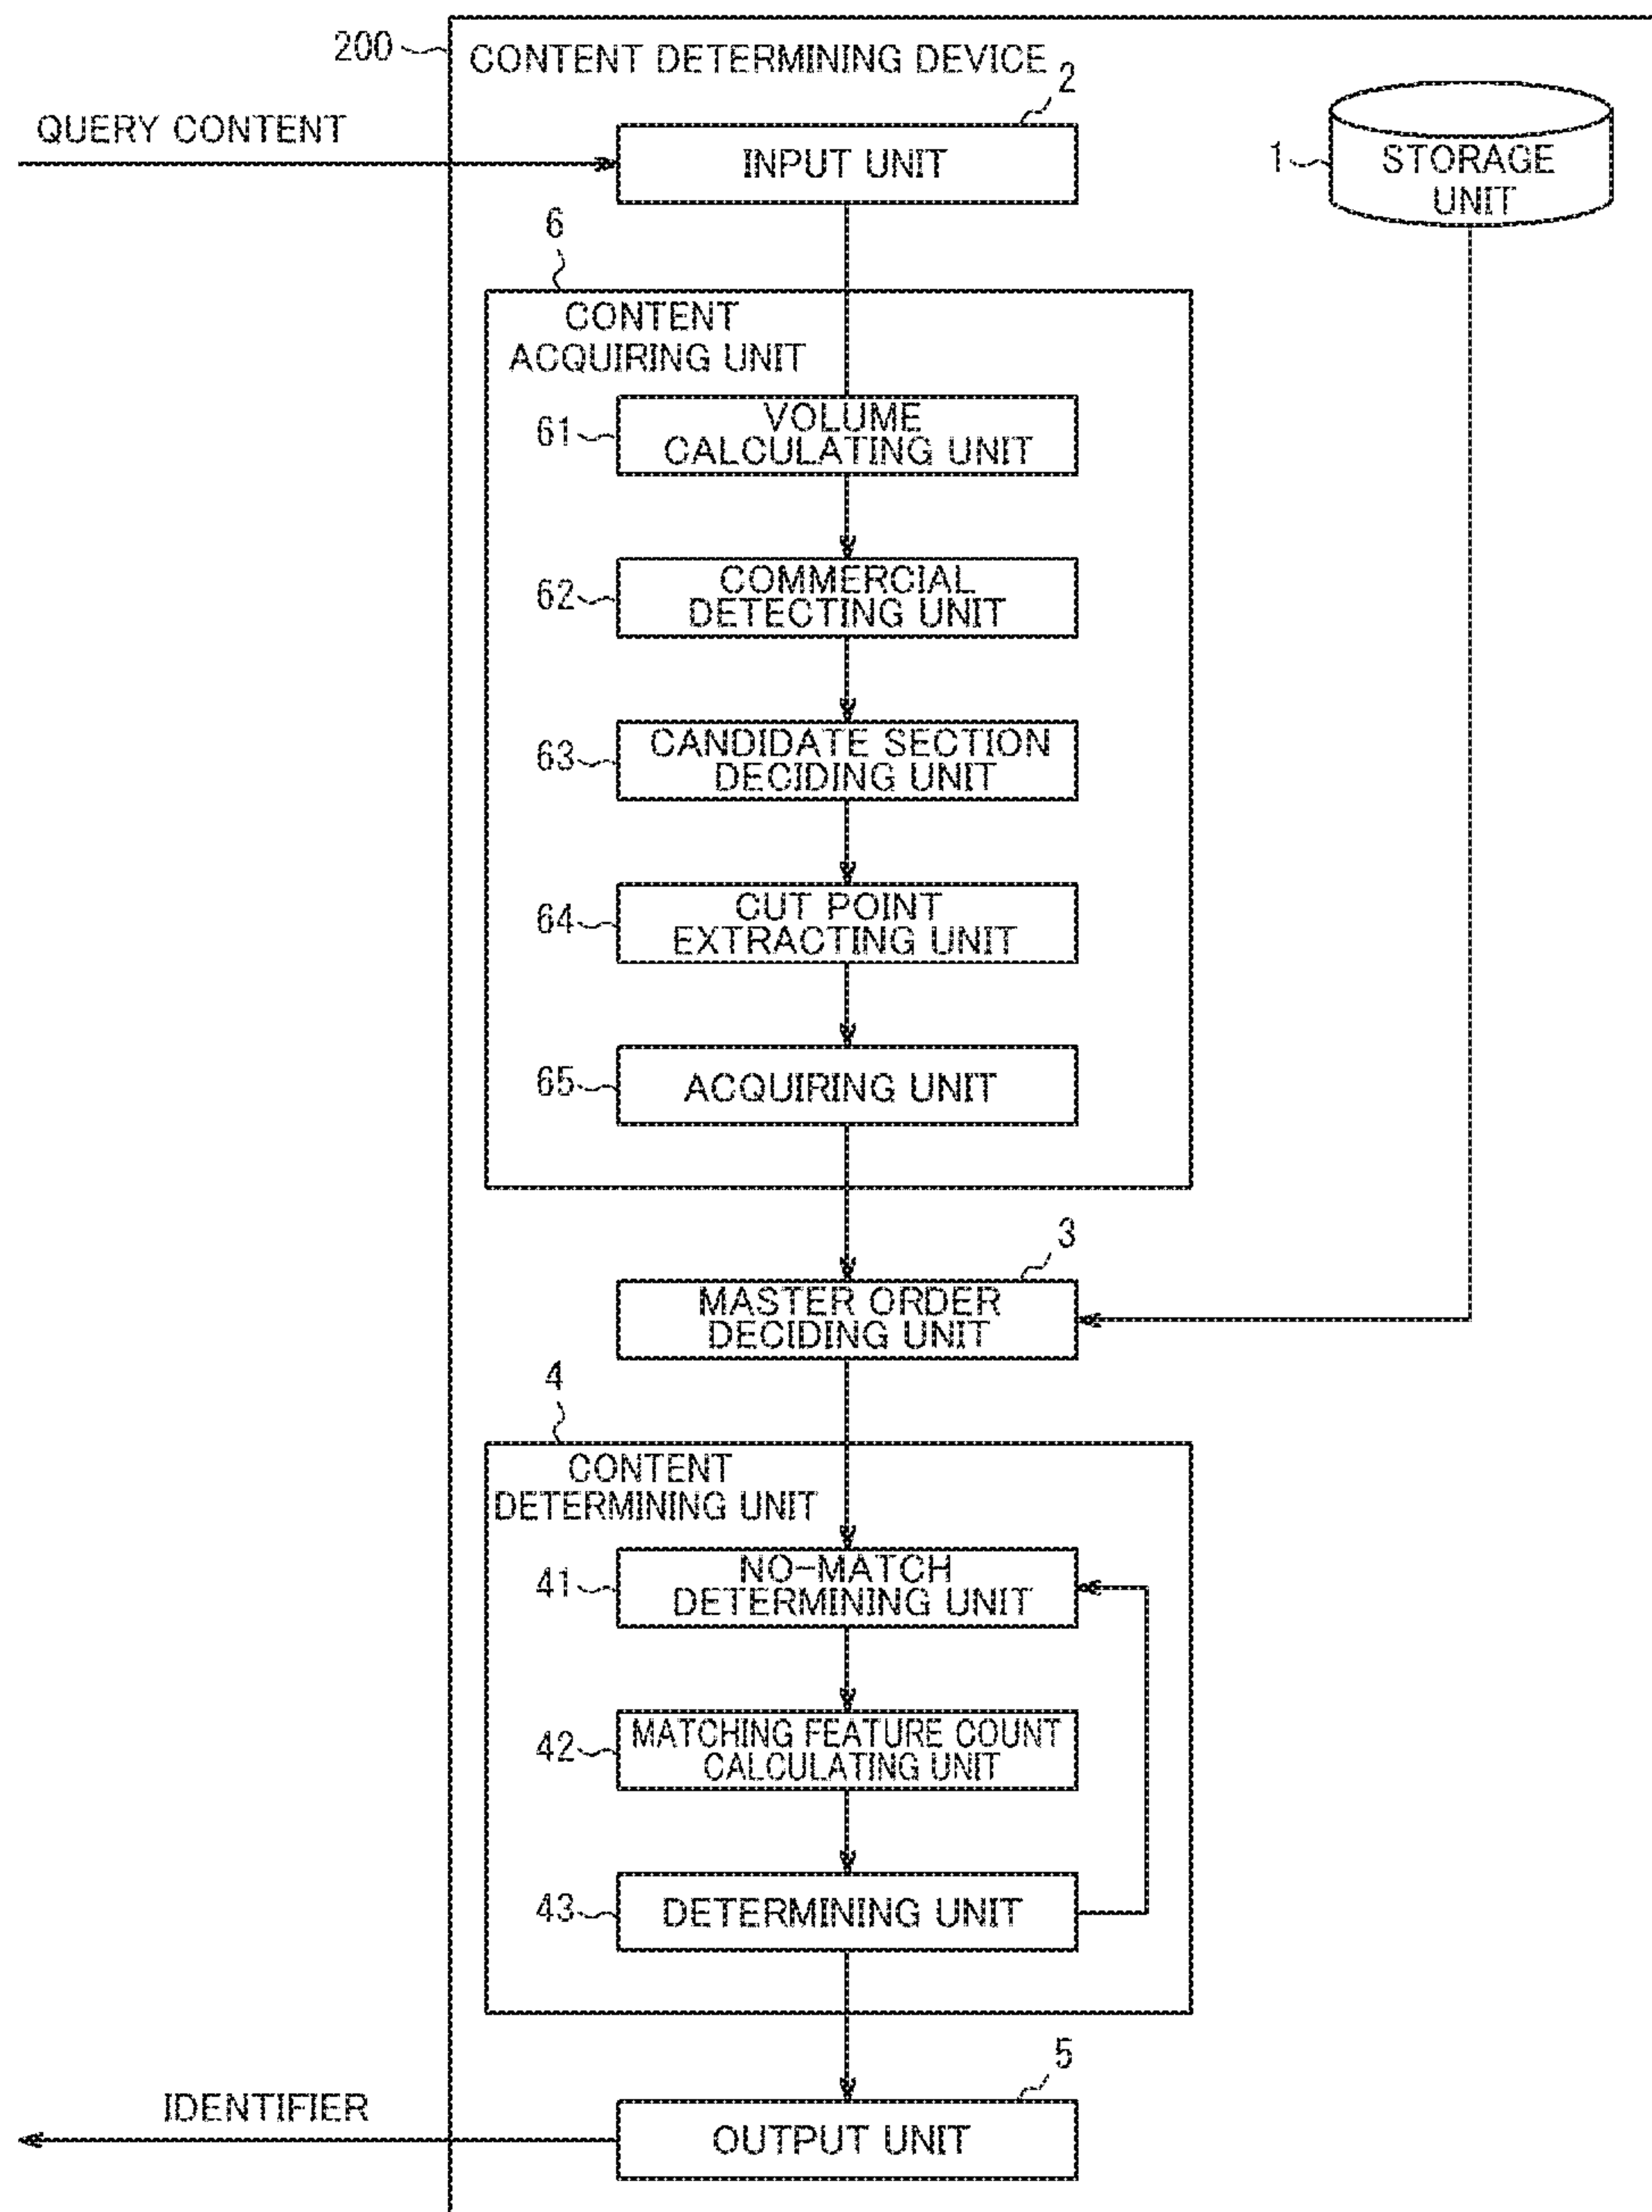 200
CONTENT DETERMINING DEVICE
2
QUERY CONTENT
INPUT UNIT
1
STORAGE
UNIT
6
CONTENT
ACQUIRING UNIT
61
VOLUME
CALCULATING UNIT
62
COMMERCIAL
DETECTING UNIT
63
CANDIDATE SECTION
DECIDING UNIT
64
CUT POINT
EXTRACTING UNIT
65
ACQUIRING UNIT
3
MASTER ORDER
DECIDING UNIT
4
CONTENT
DETERMINING UNIT
41
NO-MATCH
DETERMINING UNIT
42
MATCHING FEATURE COUNT
CALCULATING UNIT
43
DETERMINING UNIT
5
IDENTIFIER
OUTPUT UNIT